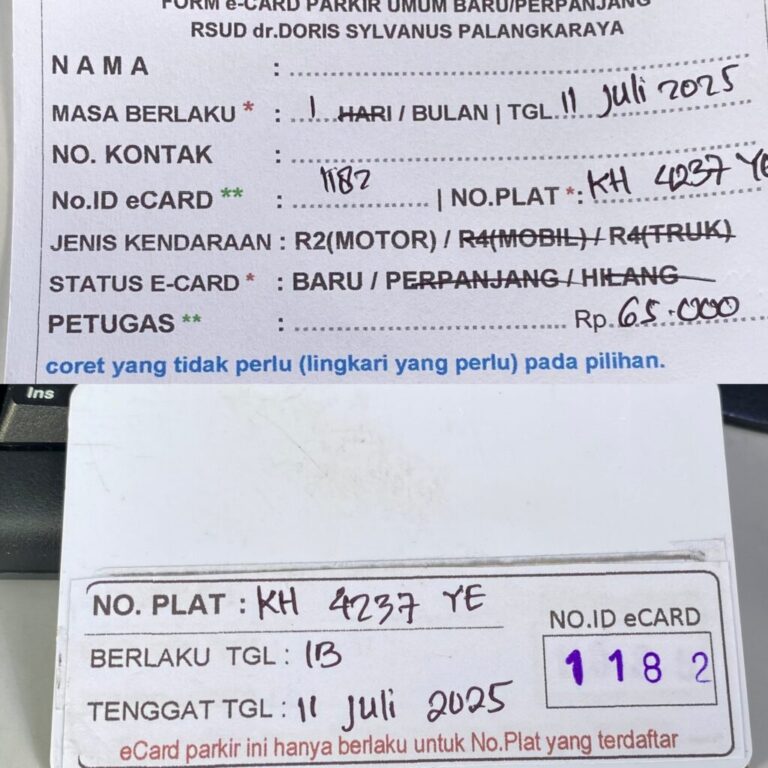 FORM e-CARD PARKIR UMUM BARU/PERPANJANG
RSUD dr.DORIS SYLVANUS PALANGKARAYA
NAMA : ....................
MASA BERLAKU * : ....1 HARI / BULAN | TGL. 11 Juli 2025
NO. KONTAK : ....................
No.ID eCARD ** : 1182 | NO.PLAT *: KH 4237 YE
JENIS KENDARAAN : R2(MOTOR) / R4(MOBIL) / R4(TRUK)
STATUS E-CARD * : BARU / PERPANJANG / HILANG
PETUGAS ** : .................... Rp. 65.000
coret yang tidak perlu (lingkari yang perlu) pada pilihan.
Ins
NO. PLAT : KH 4237 YE
NO.ID eCARD
BERLAKU TGL : 1B
1182
TENGGAT TGL : 11 Juli 2025
eCard parkir ini hanya berlaku untuk No.Plat yang terdaftar